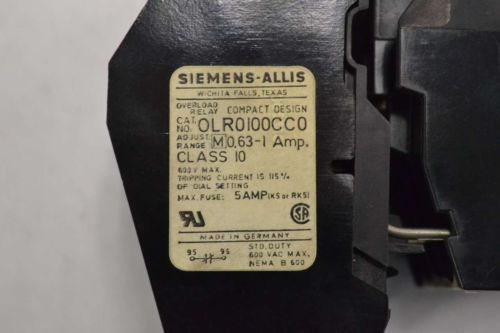 SIEMENS-ALLIS
WICHITA FALLS, TEXAS
OVERLOAD RELAY COMPACT DESIGN
CAT. NO. OLR0100CC0
ADJUST. RANGE M 0,63-1 Amp.
CLASS 10
600 V MAX.
TRIPPING CURRENT IS 115%
OF DIAL SETTING
MAX. FUSE: 5 AMP (K5 or RK5)
MADE IN GERMANY
95 96
STD. DUTY
600 VAC MAX,
NEMA B 600